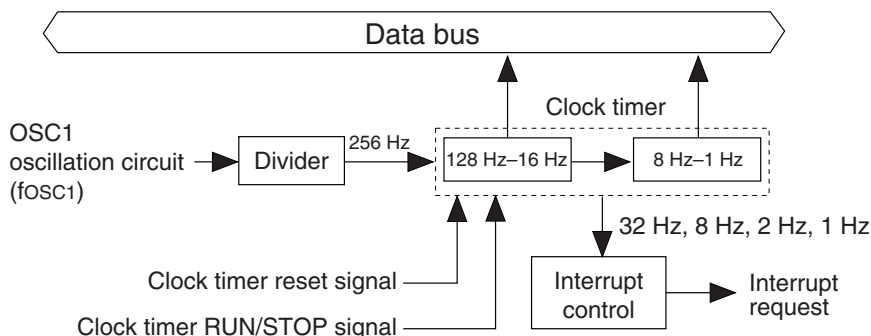 Data bus
Clock timer
OSC1
oscillation circuit
(fOSC1)
Divider
256 Hz
128 Hz–16 Hz
8 Hz–1 Hz
32 Hz, 8 Hz, 2 Hz, 1 Hz
Clock timer reset signal
Clock timer RUN/STOP signal
Interrupt
control
Interrupt
request